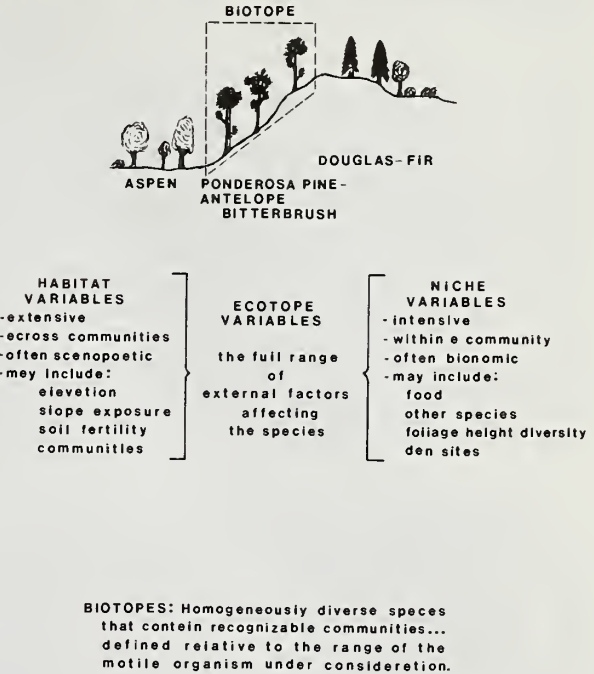 BIOTOPE
DOUGLAS-FIR
ASPEN PONDEROSA PINE-
ANTELOPE
BITTERBRUSH
HABITAT
VARIABLES
-extensive
-ecross communities
-often scenopoetic
-mey include:
elevetion
slope exposure
soil fertility
communities
ECOTOPE
VARIABLES
the full range
of
external factors
affecting
the species
NICHE
VARIABLES
-intensive
-within e community
-often bionomic
-may include:
food
other species
foliage height diversity
den sites
BIOTOPES: Homogeneously diverse speces
that contein recognizable communities...
defined relative to the range of the
motile organism under consideretion.